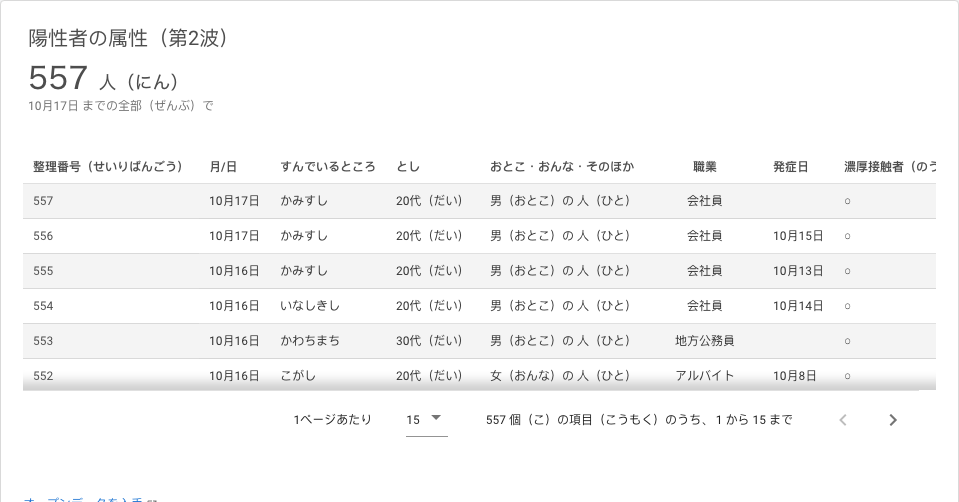 陽性者の属性（第2波）
557 人（にん）
10月17日 までの全部（ぜんぶ）で
整理番号（せいりばんごう） 月/日 すんでいるところ とし おとこ・おんな・そのほか 職業 発症日 濃厚接触者（のう
557 10月17日 かみすし 20代（だい） 男（おとこ）の 人（ひと） 会社員 ○
556 10月17日 かみすし 20代（だい） 男（おとこ）の 人（ひと） 会社員 10月15日 ○
555 10月16日 かみすし 20代（だい） 男（おとこ）の 人（ひと） 会社員 10月13日 ○
554 10月16日 いなしきし 20代（だい） 男（おとこ）の 人（ひと） 会社員 10月14日 ○
553 10月16日 かわちまち 30代（だい） 男（おとこ）の 人（ひと） 地方公務員 ○
552 10月16日 こがし 20代（だい） 女（おんな）の 人（ひと） アルバイト 10月8日 ○
1ページあたり 15 557 個（こ）の項目（こうもく）のうち、1 から 15 まで
オープンデータを入手